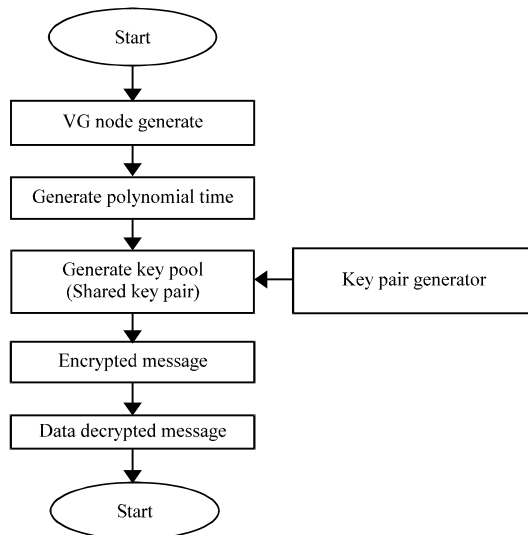 Start
VG node generate
Generate polynomial time
Generate key pool
(Shared key pair)
Key pair generator
Encrypted message
Data decrypted message
Start